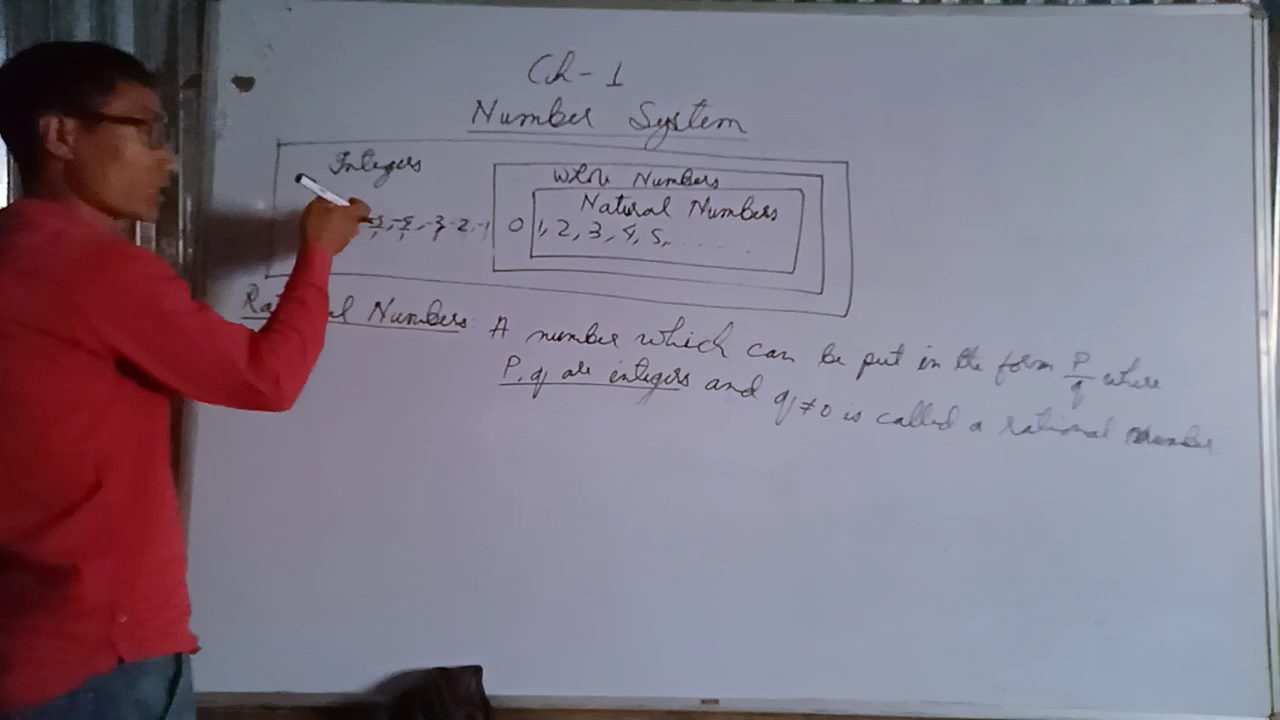 Ch-1
Number System
Integers
Whole Numbers
Natural Numbers
-5, -4, -3, -2, -1 0 1, 2, 3, 4, 5, . . . . . .
Numbers: A number which can be put in the form P/q where
P, q are integers and q ≠ 0 is called a rational Number